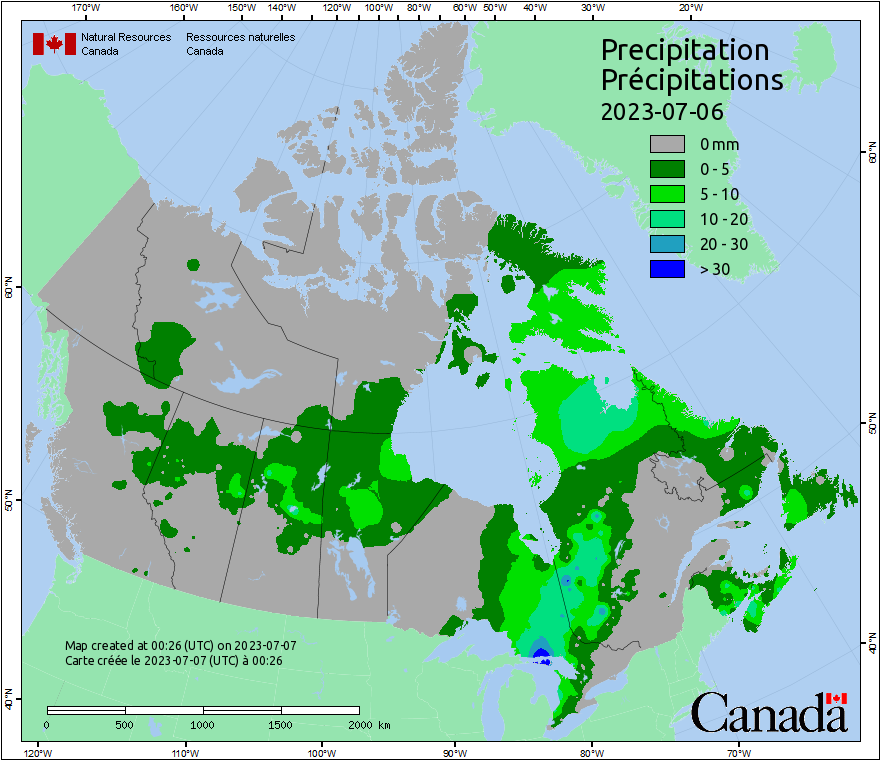 170°W 160°W 150°W 140°W 120°W 100°W 80°W 60°W 50°W 40°W 30°W 20°W
Natural Resources Canada
Ressources naturelles Canada
Precipitation
Précipitations
2023-07-06
0 mm
0 - 5
5 - 10
10 - 20
20 - 30
> 30
60°N
50°N
40°N
60°N
50°N
40°N
Map created at 00:26 (UTC) on 2023-07-07
Carte créée le 2023-07-07 (UTC) à 00:26
0 500 1000 1500 2000 km
Canada
120°W 110°W 100°W 90°W 80°W 70°W